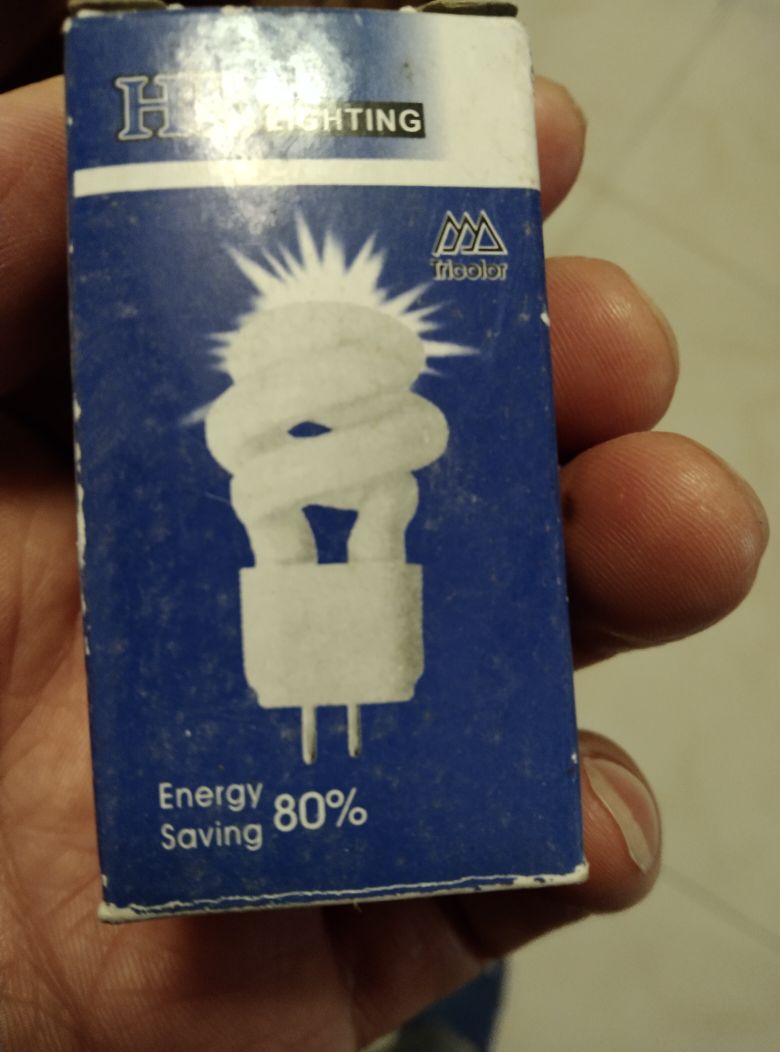 LIGHTING
Tricolor
Energy
Saving 80%